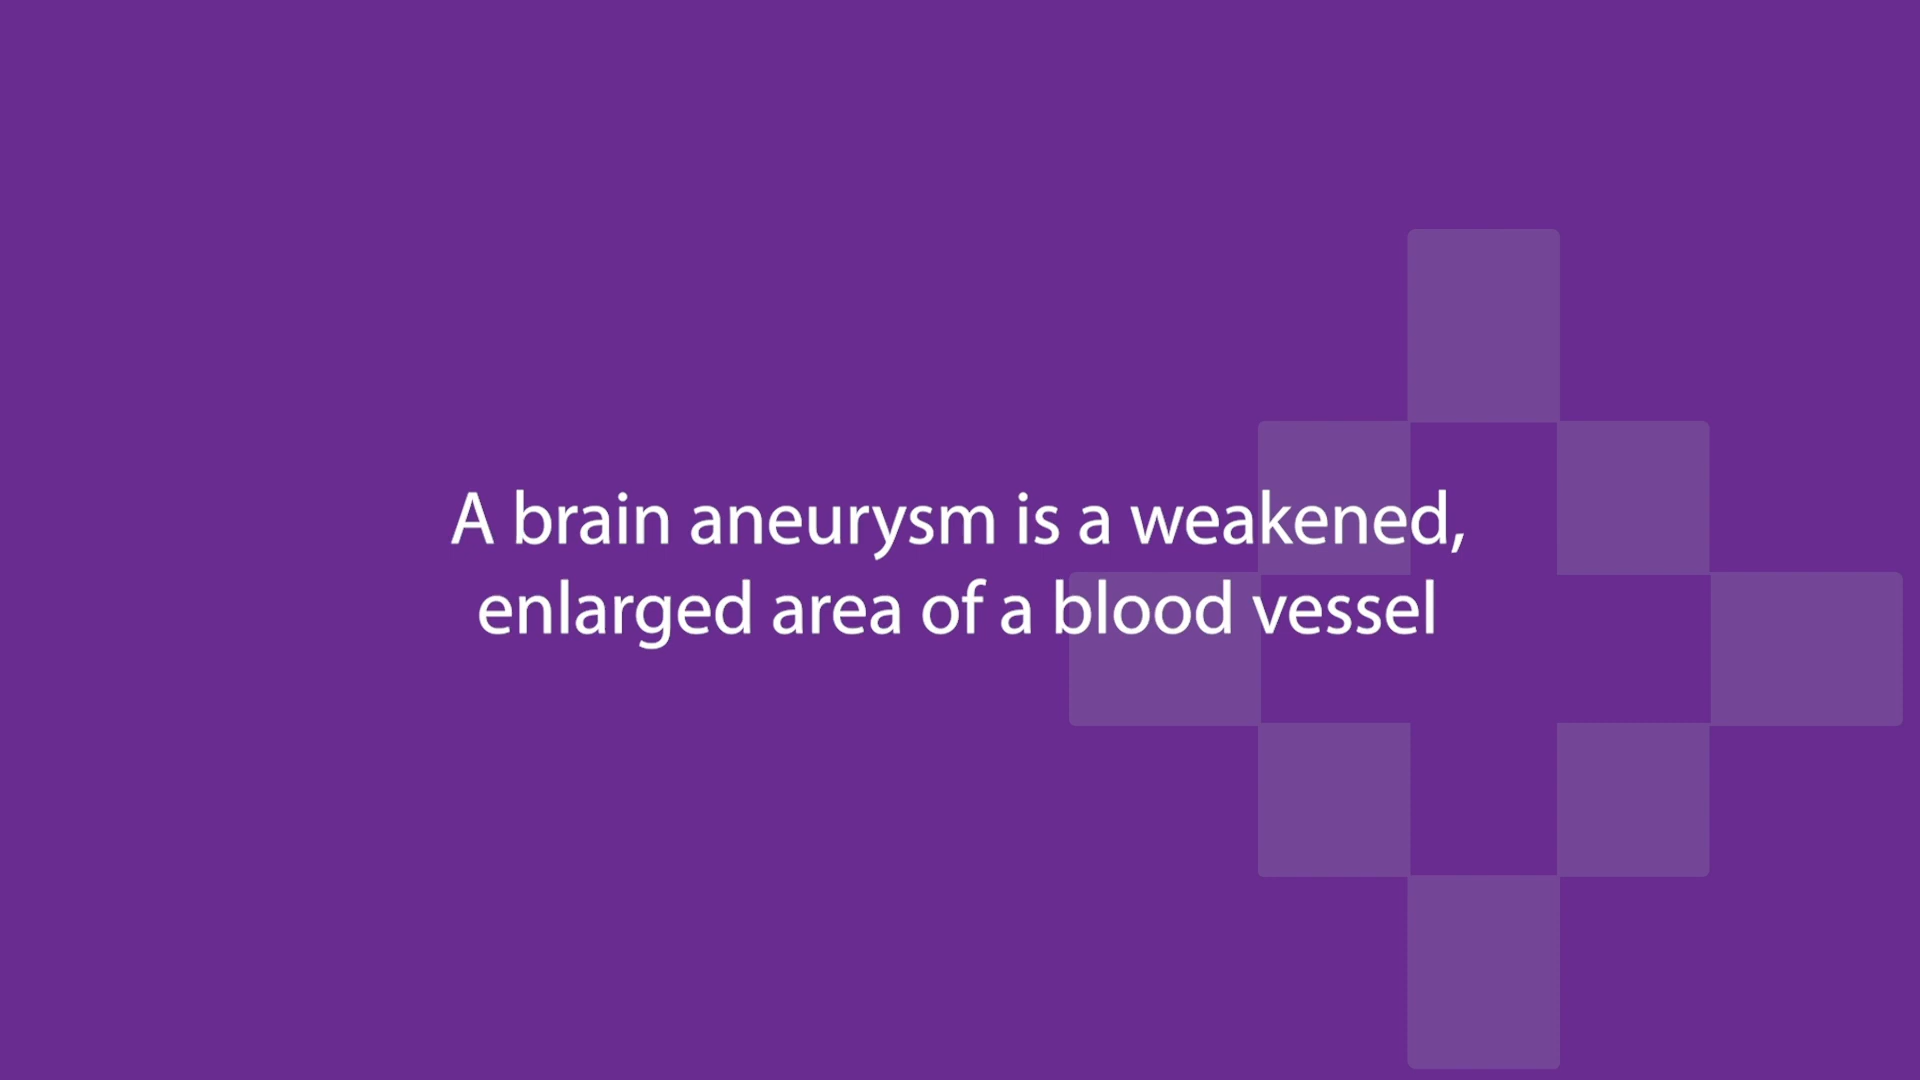 A brain aneurysm is a weakened,
enlarged area of a blood vessel